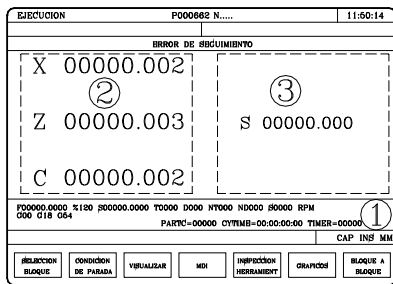 EJECUCION P000662 N..... 11:50:14
ERROR DE SEGUIMIENTO
X 00000.002
2
3
Z 00000.003
S 00000.000
C 00000.002
F00000.0000 %120 S00000.0000 T0000 D000 NT000 ND000 S0000 RPM
G00 G18 G54
PARTC=00000 CYTIME=00:00:00:00 TIMER=00000
1
CAP INS MM
SELECCION BLOQUE
CONDICION DE PARADA
VISUALIZAR
MDI
INSPECCION HERRAMIENT
GRAFICOS
BLOQUE A BLOQUE